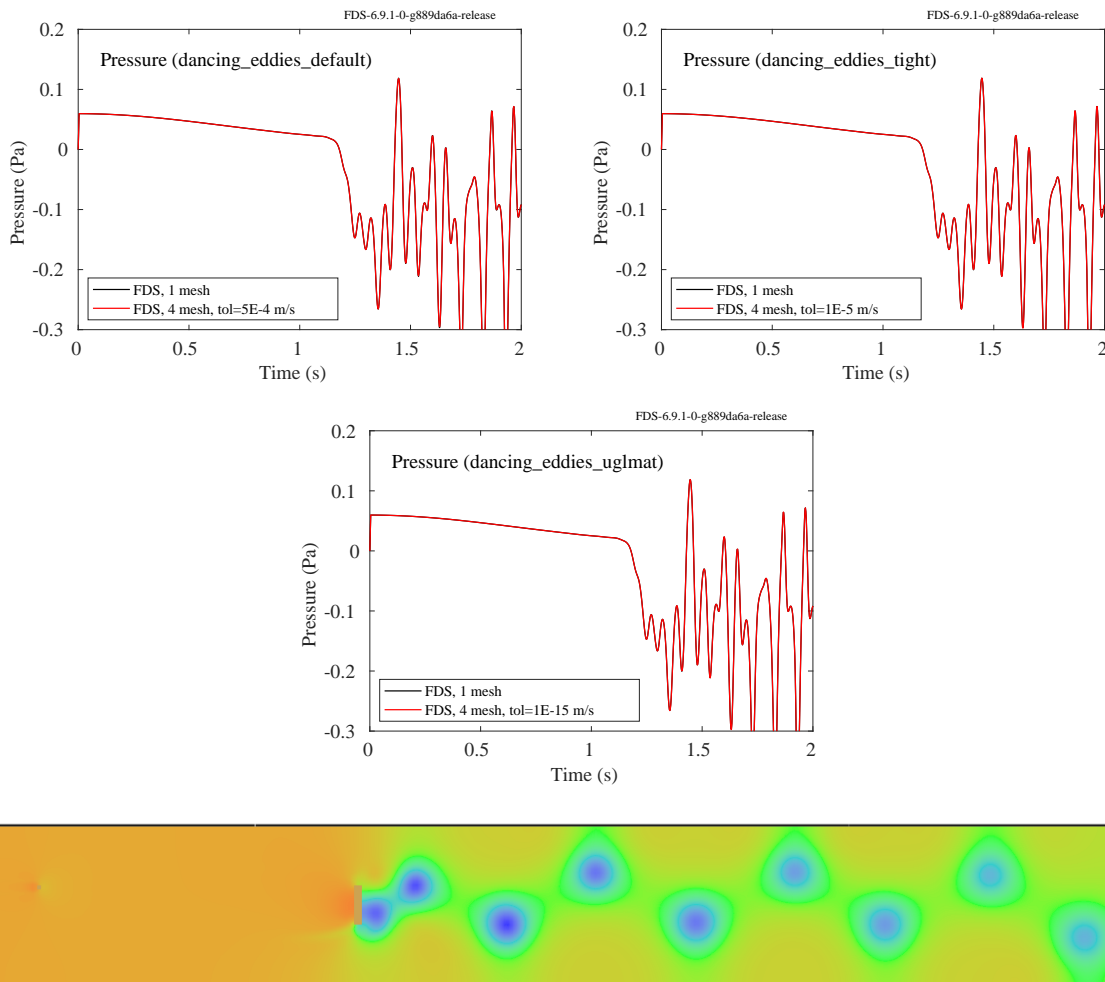 FDS-6.9.1-0-g889da6a-release
Pressure (dancing_eddies_default)
0.2
0.1
0
-0.1
-0.2
-0.3
Pressure (Pa)
FDS, 1 mesh
FDS, 4 mesh, tol=5E-4 m/s
0 0.5 1 1.5 2
Time (s)
FDS-6.9.1-0-g889da6a-release
Pressure (dancing_eddies_tight)
0.2
0.1
0
-0.1
-0.2
-0.3
Pressure (Pa)
FDS, 1 mesh
FDS, 4 mesh, tol=1E-5 m/s
0 0.5 1 1.5 2
Time (s)
FDS-6.9.1-0-g889da6a-release
Pressure (dancing_eddies_uglmat)
0.2
0.1
0
-0.1
-0.2
-0.3
Pressure (Pa)
FDS, 1 mesh
FDS, 4 mesh, tol=1E-15 m/s
0 0.5 1 1.5 2
Time (s)